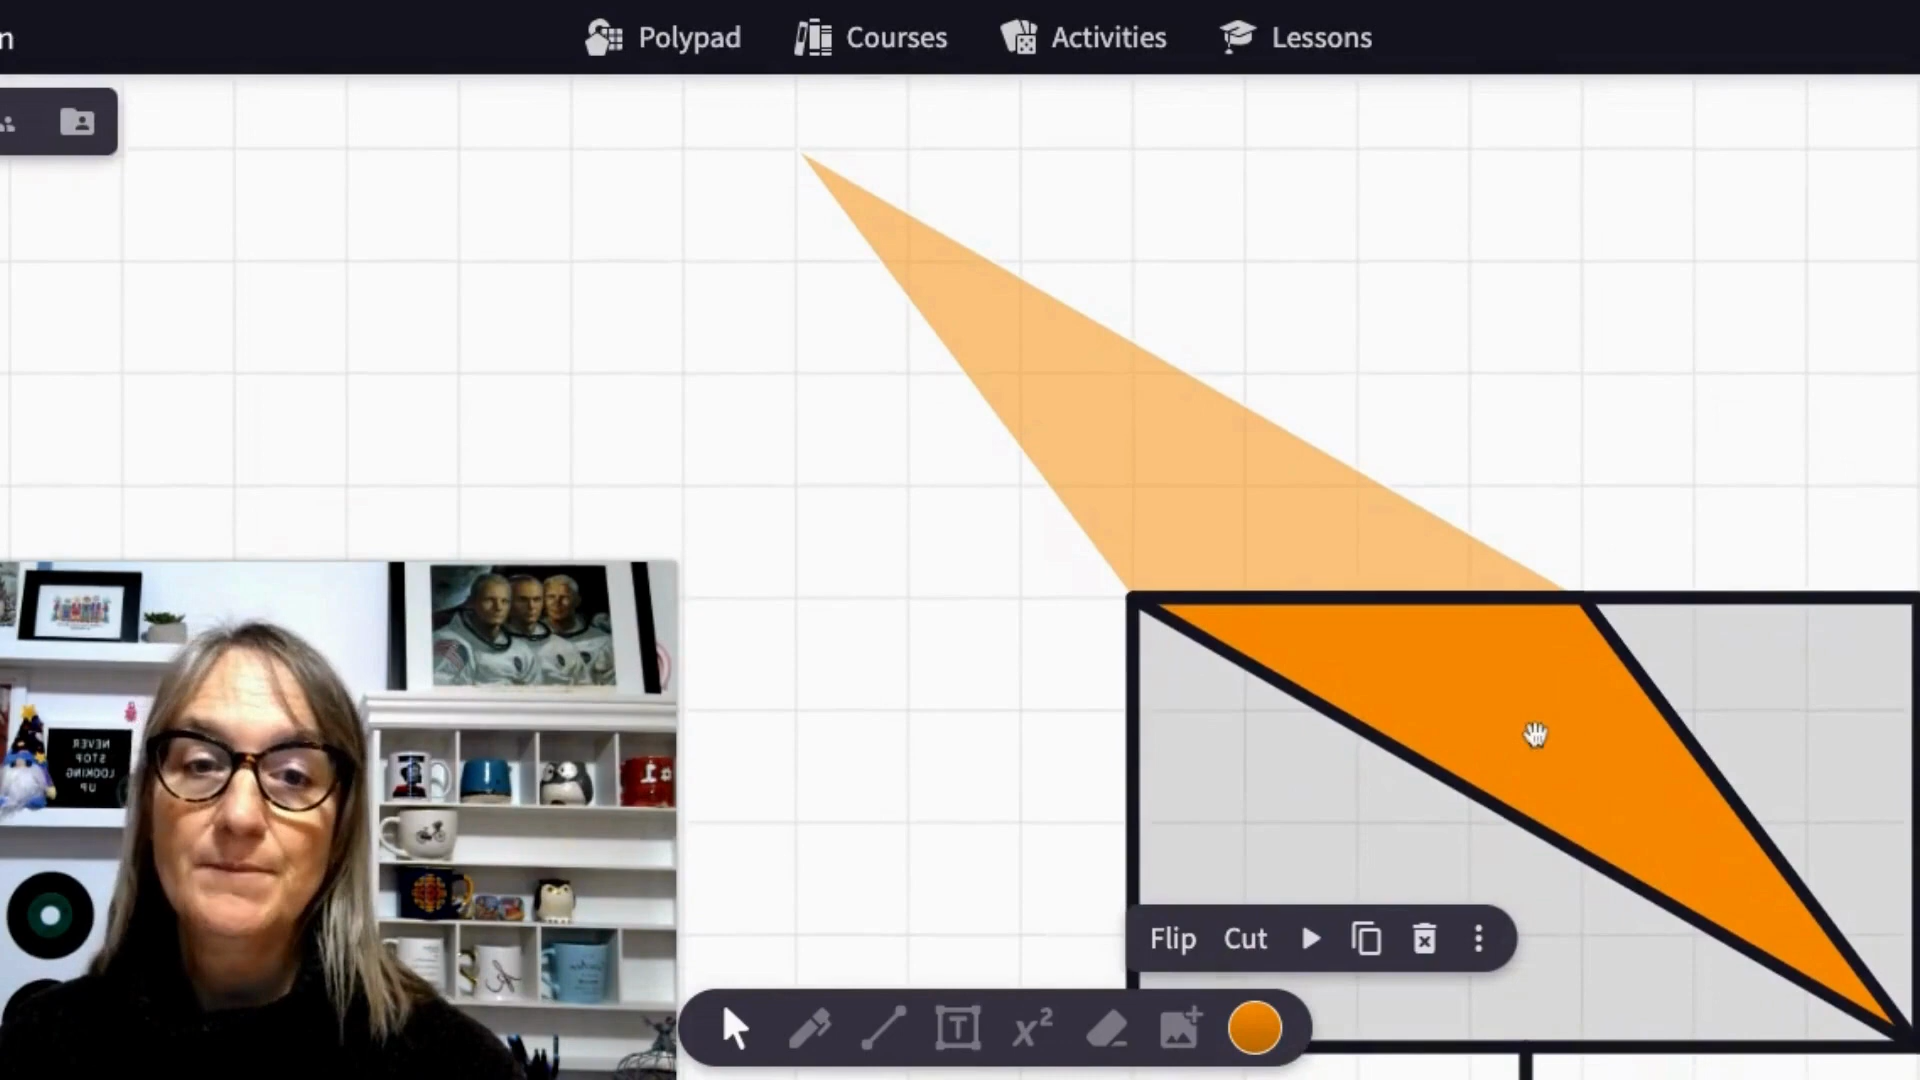 n
Polypad
Courses
Activities
Lessons
NEVER
STOP
LOOKING
UP
Flip
Cut
T
x²